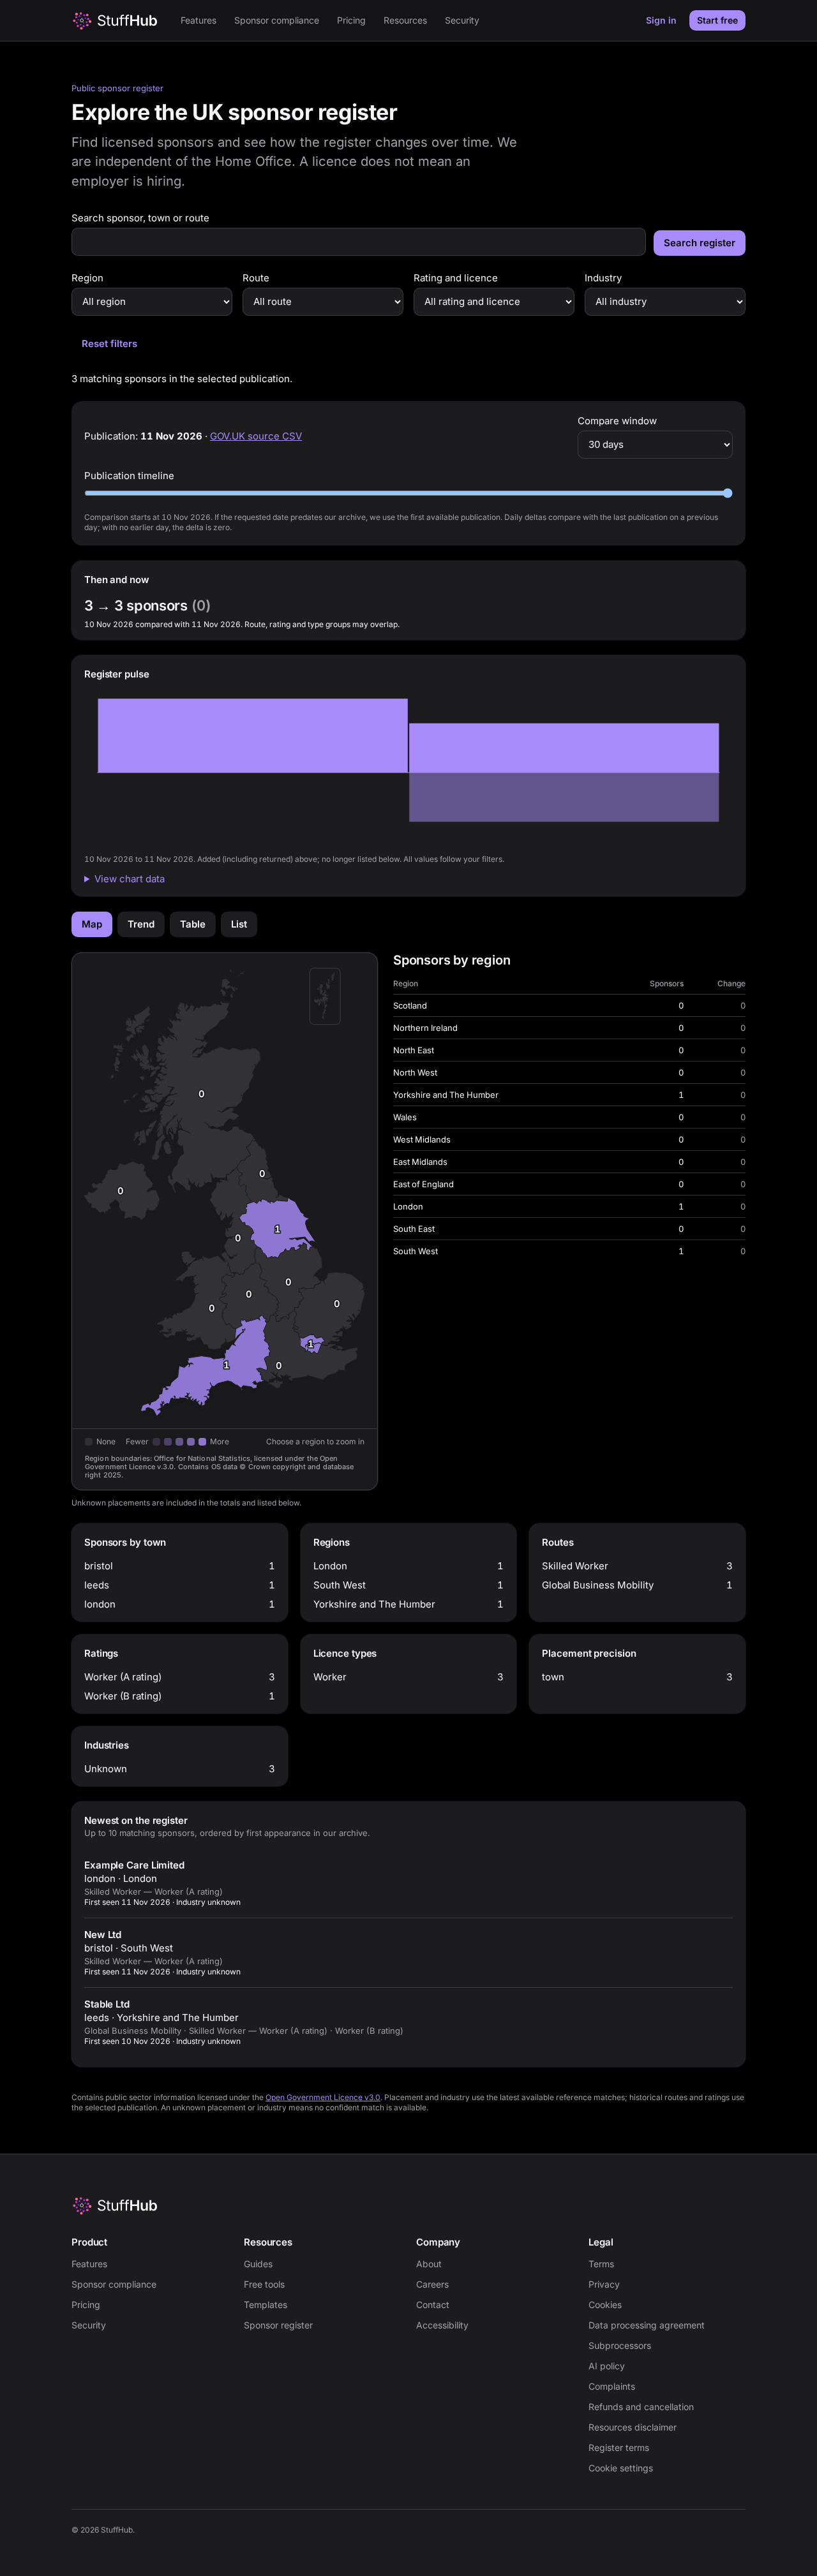 StuffHub
Features
Sponsor compliance
Pricing
Resources
Security
Sign in
Start free
Public sponsor register
Explore the UK sponsor register
Find licensed sponsors and see how the register changes over time. We
are independent of the Home Office. A licence does not mean an
employer is hiring.
Search sponsor, town or route
Search register
Region
Route
Rating and licence
Industry
All region
All route
All rating and licence
All industry
Reset filters
3 matching sponsors in the selected publication.
Publication: 11 Nov 2026 · GOV.UK source CSV
Compare window
30 days
Publication timeline
Comparison starts at 10 Nov 2026. If the requested date predates our archive, we use the first available publication. Daily deltas compare with the last publication on a previous
day; with no earlier day, the delta is zero.
Then and now
3 → 3 sponsors (0)
10 Nov 2026 compared with 11 Nov 2026. Route, rating and type groups may overlap.
Register pulse
10 Nov 2026 to 11 Nov 2026. Added (including returned) above; no longer listed below. All values follow your filters.
▶ View chart data
Map
Trend
Table
List
0
0
0
1
0
0
0
0
0
1
1
0
None
Fewer
More
Choose a region to zoom in
Region boundaries: Office for National Statistics, licensed under the Open
Government Licence v.3.0. Contains OS data © Crown copyright and database
right 2025.
Sponsors by region
Region Sponsors Change
Scotland 0 0
Northern Ireland 0 0
North East 0 0
North West 0 0
Yorkshire and The Humber 1 0
Wales 0 0
West Midlands 0 0
East Midlands 0 0
East of England 0 0
London 1 0
South East 0 0
South West 1 0
Unknown placements are included in the totals and listed below.
Sponsors by town
bristol 1
leeds 1
london 1
Regions
London 1
South West 1
Yorkshire and The Humber 1
Routes
Skilled Worker 3
Global Business Mobility 1
Ratings
Worker (A rating) 3
Worker (B rating) 1
Licence types
Worker 3
Placement precision
town 3
Industries
Unknown 3
Newest on the register
Up to 10 matching sponsors, ordered by first appearance in our archive.
Example Care Limited
london · London
Skilled Worker — Worker (A rating)
First seen 11 Nov 2026 · Industry unknown
New Ltd
bristol · South West
Skilled Worker — Worker (A rating)
First seen 11 Nov 2026 · Industry unknown
Stable Ltd
leeds · Yorkshire and The Humber
Global Business Mobility · Skilled Worker — Worker (A rating) · Worker (B rating)
First seen 10 Nov 2026 · Industry unknown
Contains public sector information licensed under the Open Government Licence v3.0. Placement and industry use the latest available reference matches; historical routes and ratings use
the selected publication. An unknown placement or industry means no confident match is available.
StuffHub
Product
Features
Sponsor compliance
Pricing
Security
Resources
Guides
Free tools
Templates
Sponsor register
Company
About
Careers
Contact
Accessibility
Legal
Terms
Privacy
Cookies
Data processing agreement
Subprocessors
AI policy
Complaints
Refunds and cancellation
Resources disclaimer
Register terms
Cookie settings
© 2026 StuffHub.